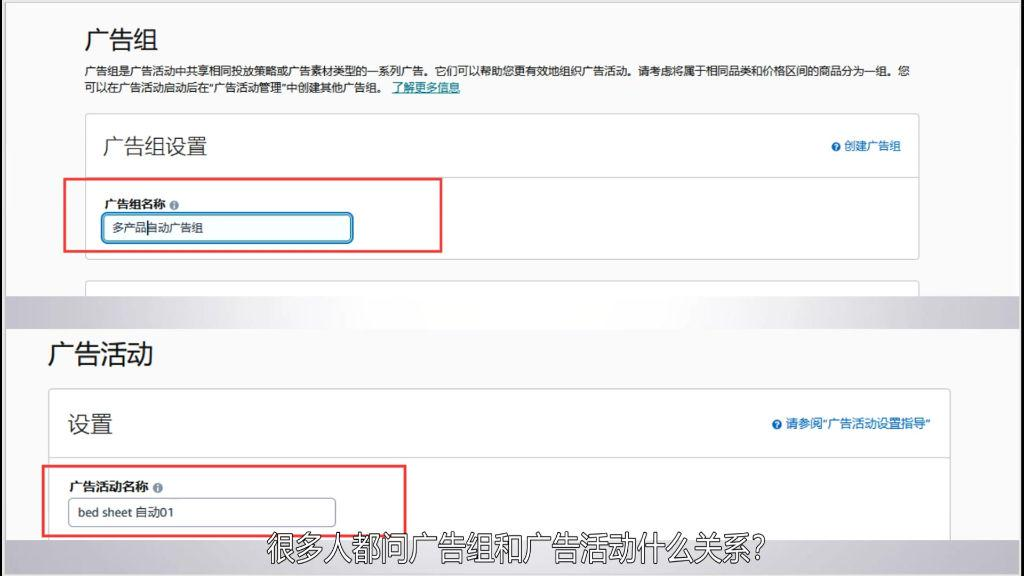 广告组
广告组是广告活动中共享相同投放策略或广告素材类型的一系列广告。它们可以帮助您更有效地组织广告活动。请考虑将属于相同品类和价格区间的商品分为一组。您
可以在广告活动启动后在“广告活动管理”中创建其他广告组。 了解更多信息
广告组设置
创建广告组
广告组名称
多产品自动广告组
广告活动
设置
请参阅“广告活动设置指导”
广告活动名称
bed sheet 自动01
很多人都问广告组和广告活动什么关系?